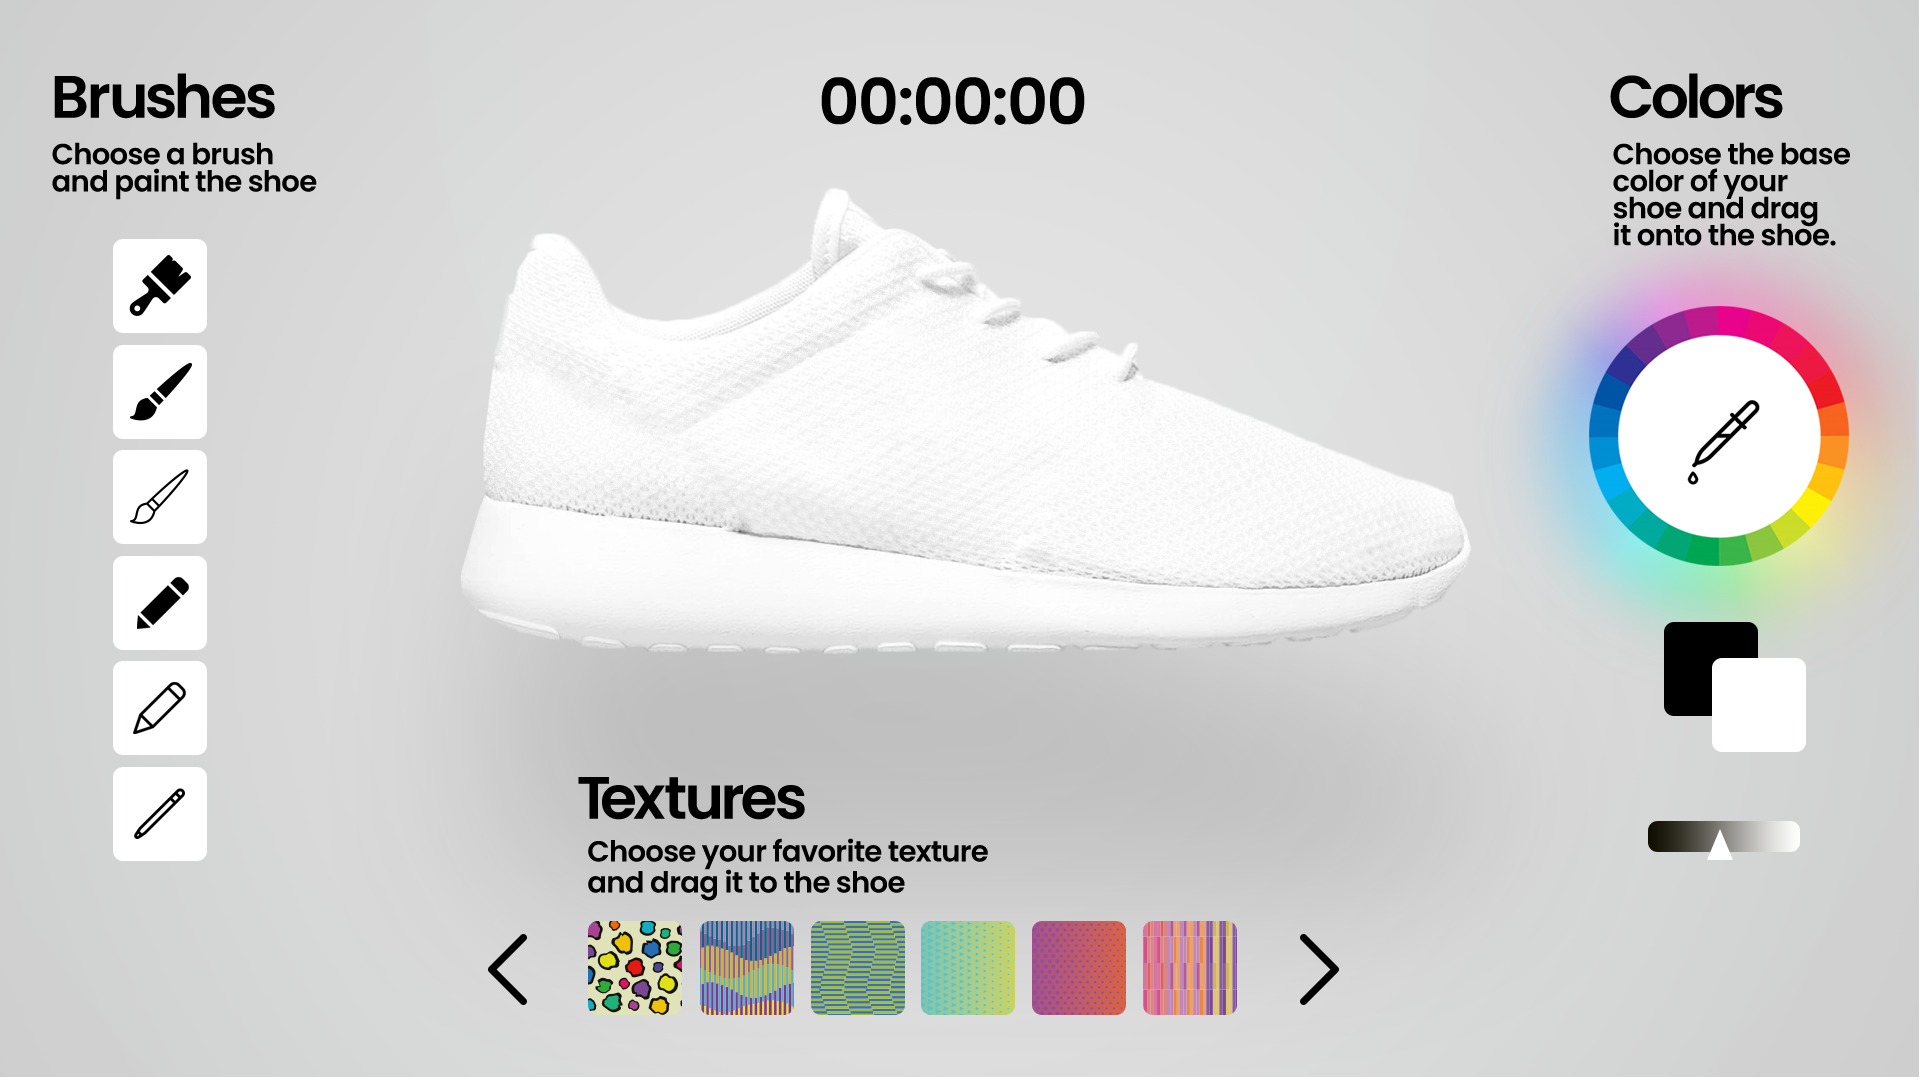 Brushes
Choose a brush
and paint the shoe
00:00:00
Colors
Choose the base
color of your
shoe and drag
it onto the shoe.
Textures
Choose your favorite texture
and drag it to the shoe